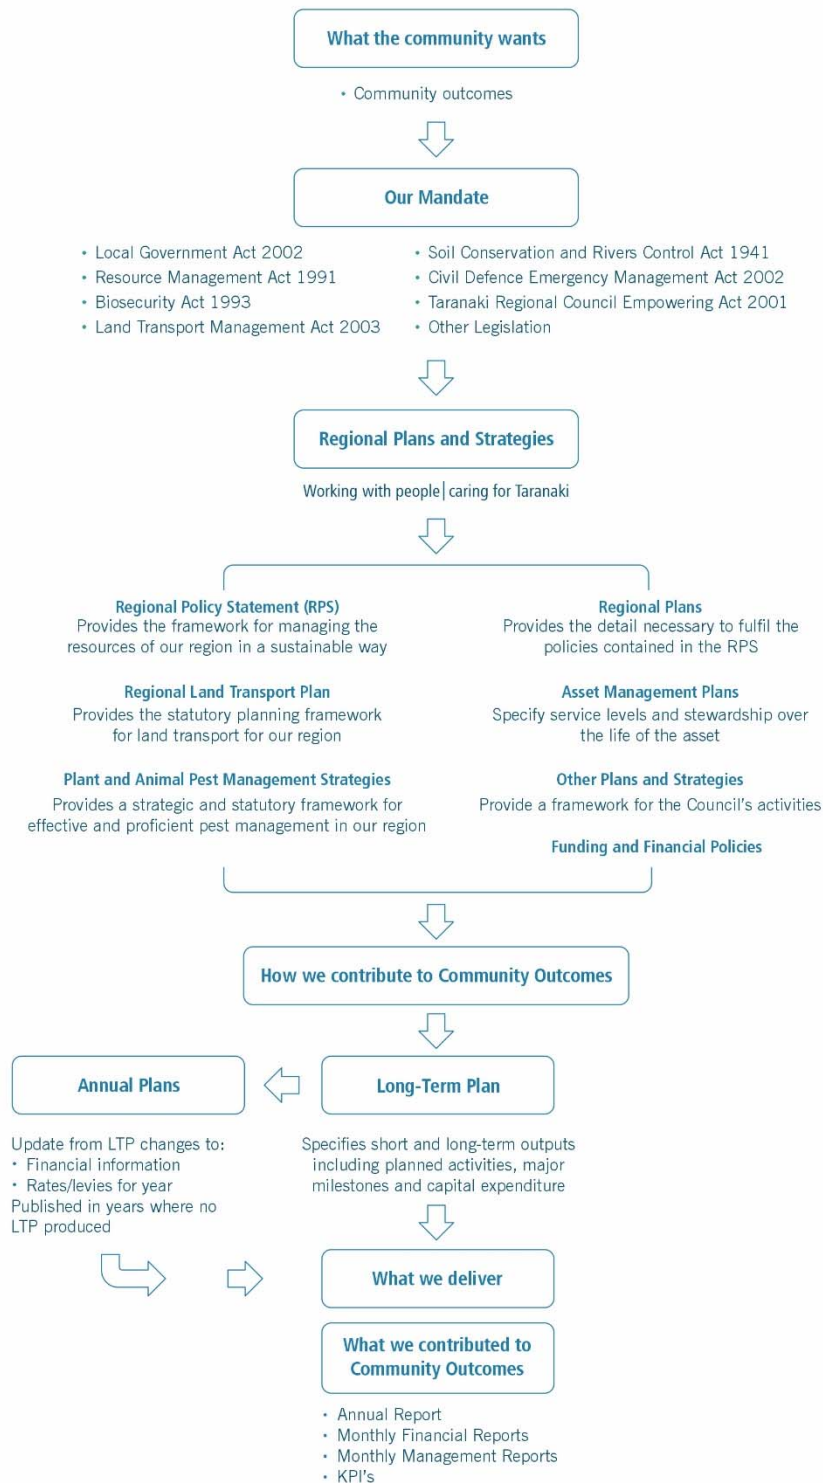 What the community wants
• Community outcomes
Our Mandate
• Local Government Act 2002
• Resource Management Act 1991
• Biosecurity Act 1993
• Land Transport Management Act 2003
• Soil Conservation and Rivers Control Act 1941
• Civil Defence Emergency Management Act 2002
• Taranaki Regional Council Empowering Act 2001
• Other Legislation
Regional Plans and Strategies
Working with people | caring for Taranaki
Regional Policy Statement (RPS)
Provides the framework for managing the
resources of our region in a sustainable way
Regional Land Transport Plan
Provides the statutory planning framework
for land transport for our region
Plant and Animal Pest Management Strategies
Provides a strategic and statutory framework for
effective and proficient pest management in our region
Regional Plans
Provides the detail necessary to fulfil the
policies contained in the RPS
Asset Management Plans
Specify service levels and stewardship over
the life of the asset
Other Plans and Strategies
Provide a framework for the Council's activities
Funding and Financial Policies
How we contribute to Community Outcomes
Annual Plans
Update from LTP changes to:
• Financial information
• Rates/levies for year
Published in years where no
LTP produced
Long-Term Plan
Specifies short and long-term outputs
including planned activities, major
milestones and capital expenditure
What we deliver
What we contributed to
Community Outcomes
• Annual Report
• Monthly Financial Reports
• Monthly Management Reports
• KPI's